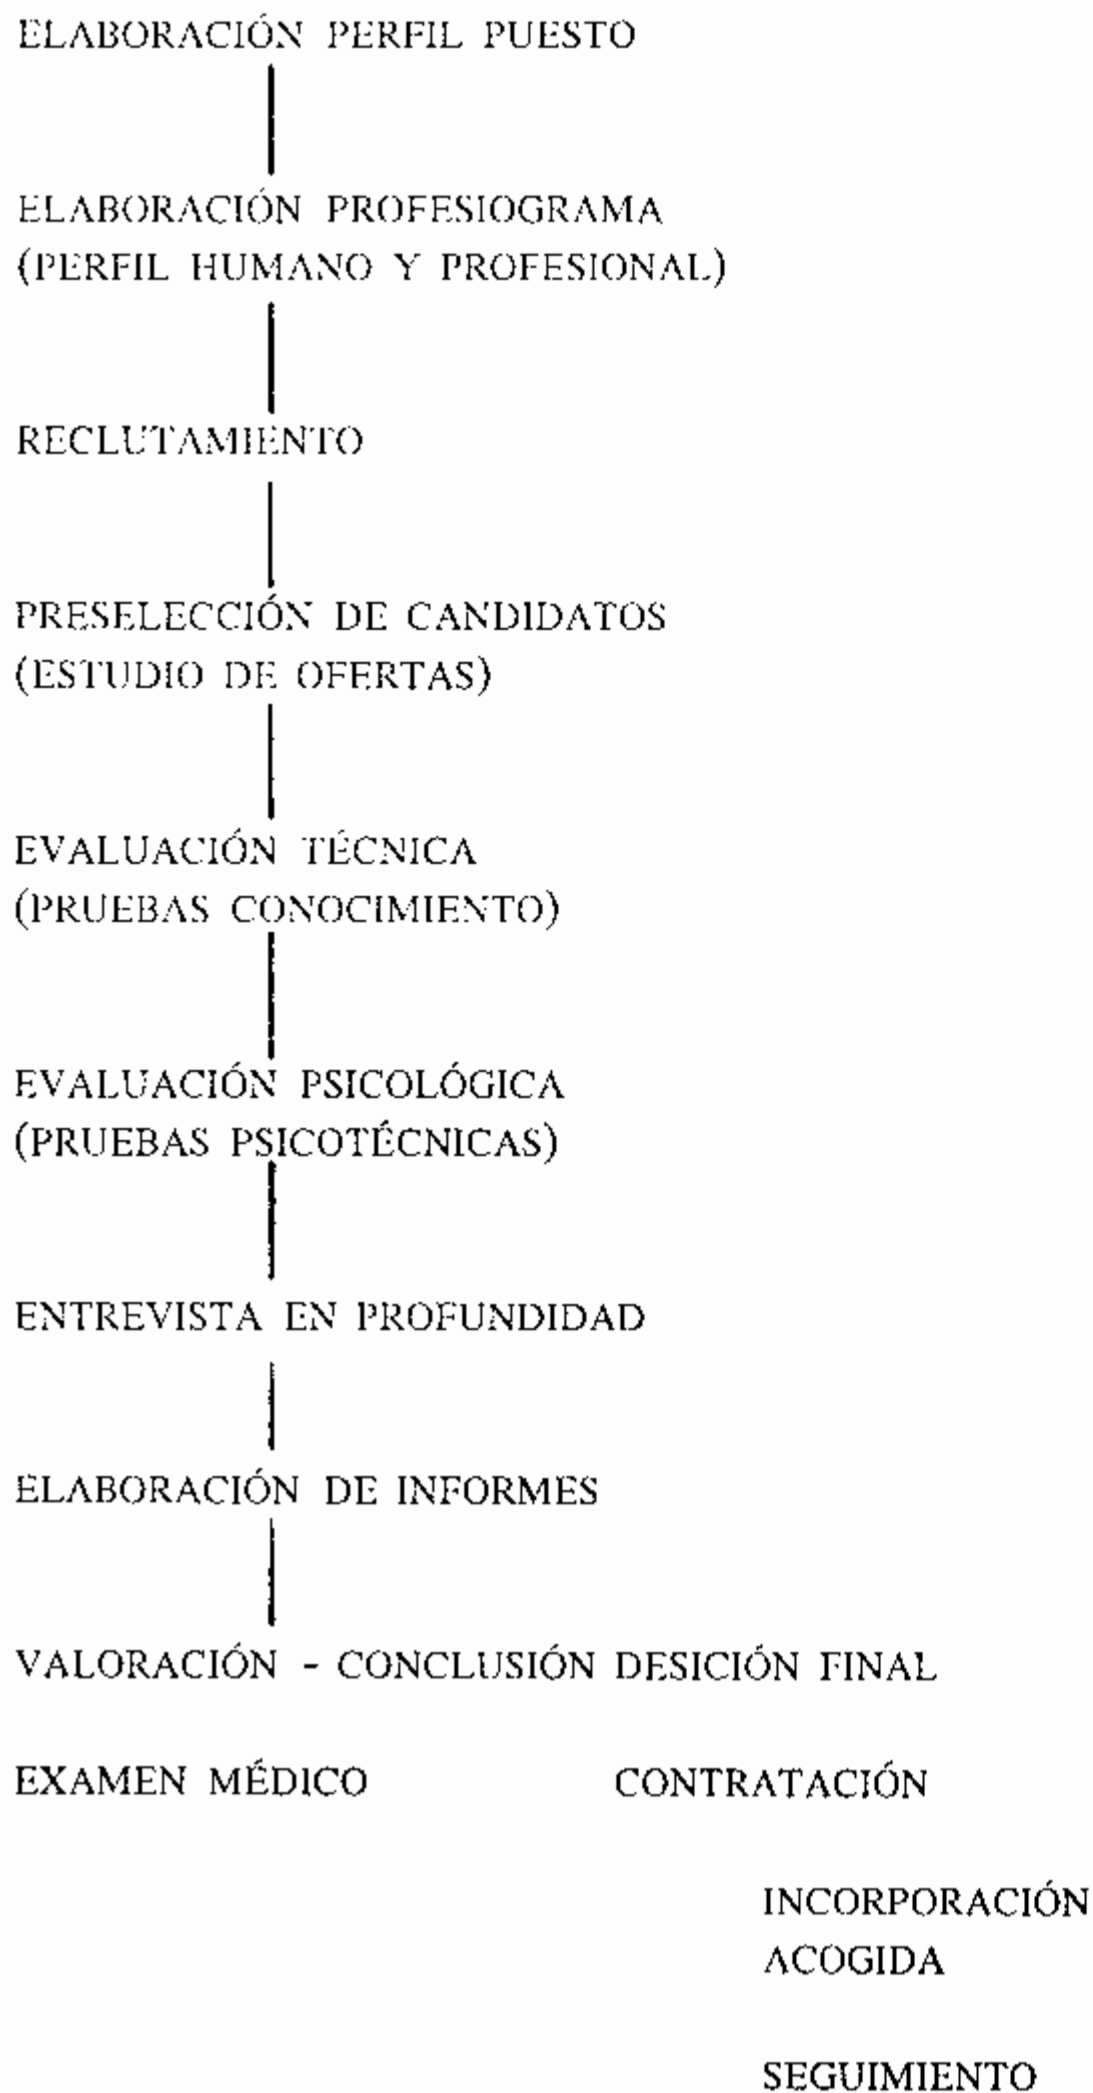 ELABORACIÓN PERFIL PUESTO
ELABORACIÓN PROFESIOGRAMA
(PERFIL HUMANO Y PROFESIONAL)
RECLUTAMIENTO
PRESELECCIÓN DE CANDIDATOS
(ESTUDIO DE OFERTAS)
EVALUACIÓN TÉCNICA
(PRUEBAS CONOCIMIENTO)
EVALUACIÓN PSICOLÓGICA
(PRUEBAS PSICOTÉCNICAS)
ENTREVISTA EN PROFUNDIDAD
ELABORACIÓN DE INFORMES
VALORACIÓN - CONCLUSIÓN DESICIÓN FINAL
EXAMEN MÉDICO CONTRATACIÓN
INCORPORACIÓN
ACOGIDA
SEGUIMIENTO